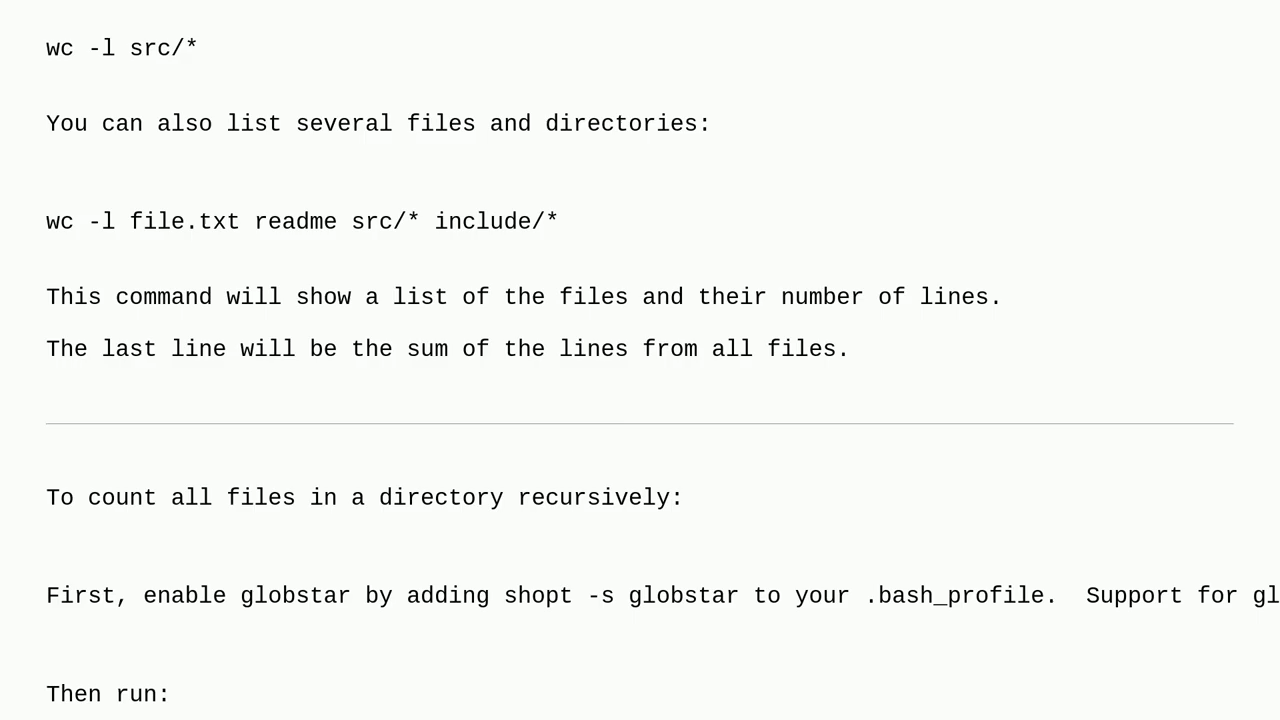 wc -l src/*
You can also list several files and directories:
wc -l file.txt readme src/* include/*
This command will show a list of the files and their number of lines.
The last line will be the sum of the lines from all files.
To count all files in a directory recursively:
First, enable globstar by adding shopt -s globstar to your .bash_profile.  Support for gl
Then run: